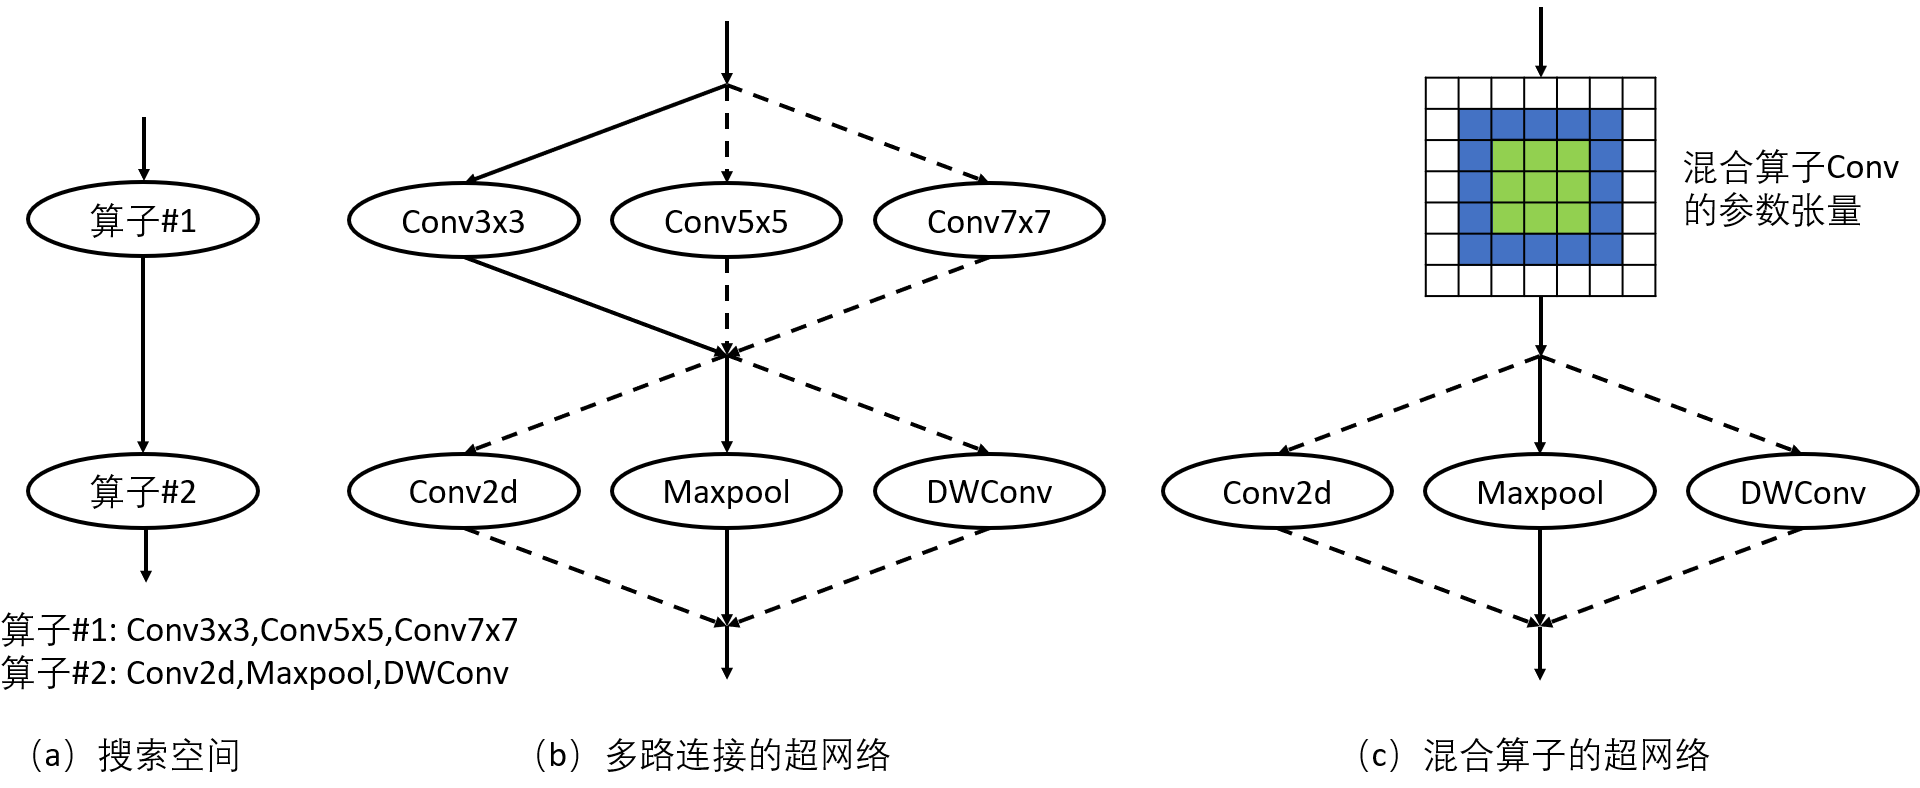 算子#1
算子#2
算子#1: Conv3x3,Conv5x5,Conv7x7
算子#2: Conv2d,Maxpool,DWConv
（a）搜索空间
Conv3x3
Conv5x5
Conv7x7
Conv2d
Maxpool
DWConv
（b）多路连接的超网络
混合算子Conv
的参数张量
Conv2d
Maxpool
DWConv
（c）混合算子的超网络